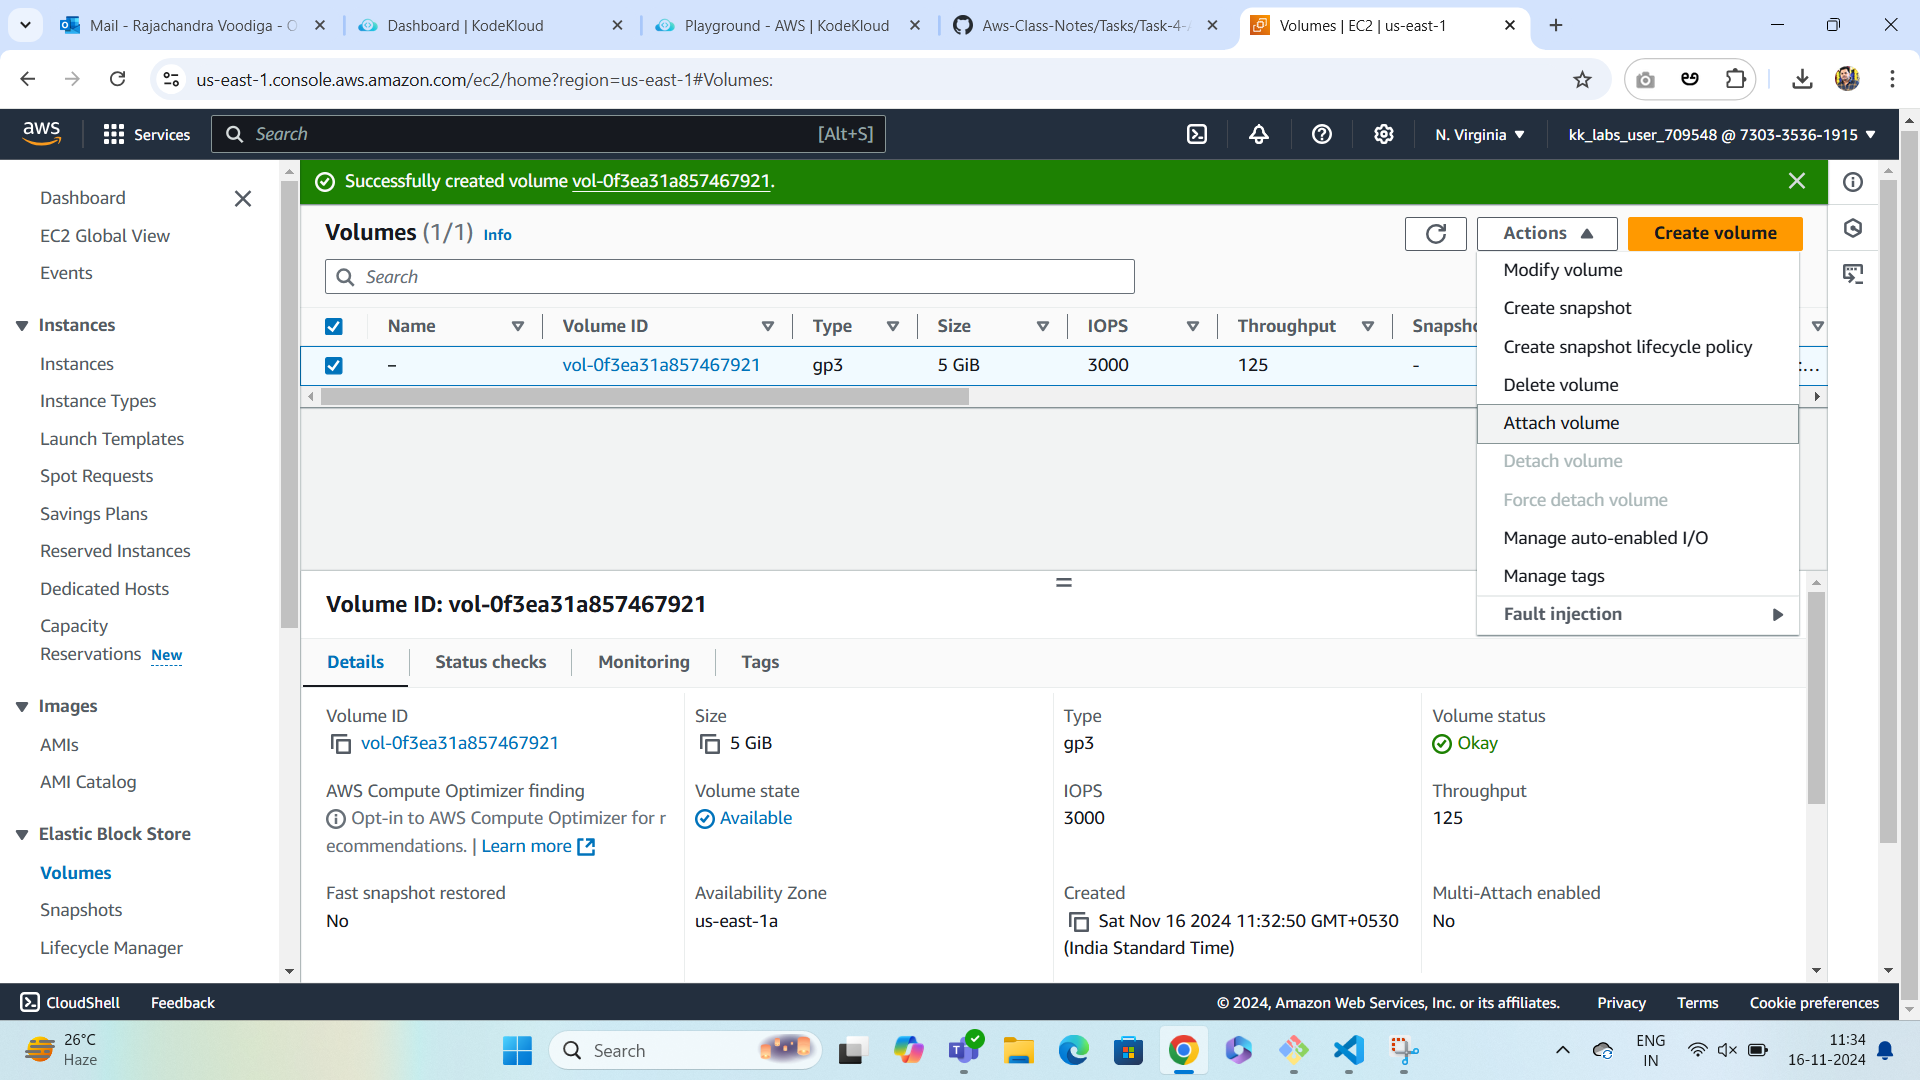 Mail - Rajachandra Voodiga - O
Dashboard | KodeKloud
Playground - AWS | KodeKloud
Aws-Class-Notes/Tasks/Task-4-
Volumes | EC2 | us-east-1
us-east-1.console.aws.amazon.com/ec2/home?region=us-east-1#Volumes:
aws
Services
Search
[Alt+S]
N. Virginia
kk_labs_user_709548 @ 7303-3536-1915
Dashboard
EC2 Global View
Events
Instances
Instances
Instance Types
Launch Templates
Spot Requests
Savings Plans
Reserved Instances
Dedicated Hosts
Capacity
Reservations New
Images
AMIs
AMI Catalog
Elastic Block Store
Volumes
Snapshots
Lifecycle Manager
Successfully created volume vol-0f3ea31a857467921.
Volumes (1/1) Info
Actions
Create volume
Search
Name
Volume ID
Type
Size
IOPS
Throughput
Snapsho
–
vol-0f3ea31a857467921
gp3
5 GiB
3000
125
-
:...
Modify volume
Create snapshot
Create snapshot lifecycle policy
Delete volume
Attach volume
Detach volume
Force detach volume
Manage auto-enabled I/O
Manage tags
Fault injection
Volume ID: vol-0f3ea31a857467921
Details
Status checks
Monitoring
Tags
Volume ID
vol-0f3ea31a857467921
Size
5 GiB
Type
gp3
Volume status
Okay
AWS Compute Optimizer finding
Opt-in to AWS Compute Optimizer for r
ecommendations. | Learn more
Volume state
Available
IOPS
3000
Throughput
125
Fast snapshot restored
No
Availability Zone
us-east-1a
Created
Sat Nov 16 2024 11:32:50 GMT+0530
(India Standard Time)
Multi-Attach enabled
No
CloudShell
Feedback
© 2024, Amazon Web Services, Inc. or its affiliates.
Privacy
Terms
Cookie preferences
26°C
Haze
Search
ENG
IN
11:34
16-11-2024